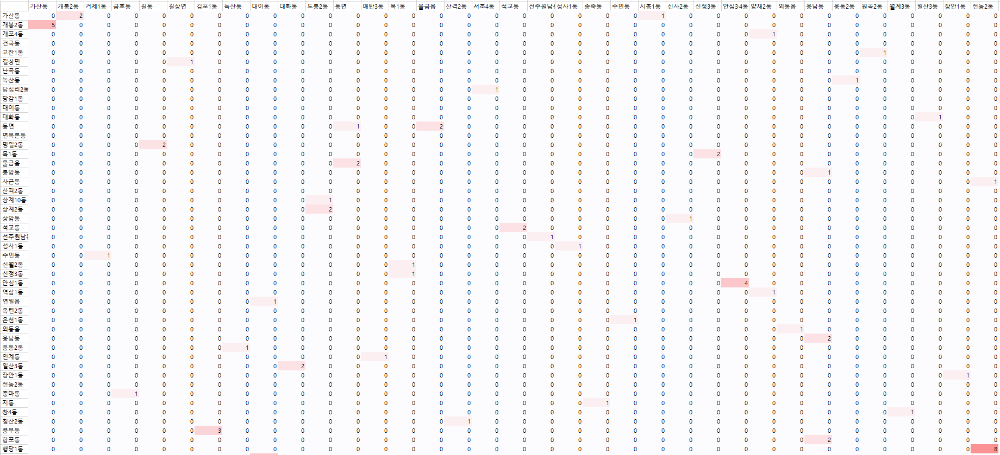 가산동 개봉2동 거제1동 금호동 길동 길상면 김포1동 녹산동 대이동 대화동 도봉2동 동면 매탄3동 목1동 물금읍 산격2동 서초4동 석교동 선주원남 성사1동 송죽동 수민동 시흥1동 신사2동 신정3동 안심3·4동 양재2동 외동읍 웅남동 웅동2동 원곡2동 월계3동 일산3동 장안1동 전농2동
가산동 0 2 0 0 0 0 0 0 0 0 0 0 0 0 0 0 0 0 0 0 0 0 1 0 0 0 0 0 0 0 0 0 0 0 0
개봉2동 5 0 0 0 0 0 0 0 0 0 0 0 0 0 0 0 0 0 0 0 0 0 0 0 0 0 0 0 0 0 0 0 0 0 0
개포4동 0 0 0 0 0 0 0 0 0 0 0 0 0 0 0 0 0 0 0 0 0 0 0 0 0 0 1 0 0 0 0 0 0 0 0
건국동 0 0 0 0 0 0 0 0 0 0 0 0 0 0 0 0 0 0 0 0 0 0 0 0 0 0 0 0 0 0 0 0 0 0 0
고잔1동 0 0 0 0 0 0 0 0 0 0 0 0 0 0 0 0 0 0 0 0 0 0 0 0 0 0 0 0 0 0 1 0 0 0 0
길상면 0 0 0 0 0 1 0 0 0 0 0 0 0 0 0 0 0 0 0 0 0 0 0 0 0 0 0 0 0 0 0 0 0 0 0
난곡동 0 0 0 0 0 0 0 0 0 0 0 0 0 0 0 0 0 0 0 0 0 0 0 0 0 0 0 0 0 0 0 0 0 0 0
녹산동 0 0 0 0 0 0 0 0 0 0 0 0 0 0 0 0 0 0 0 0 0 0 0 0 0 0 0 0 0 1 0 0 0 0 0
답십리2동 0 0 0 0 0 0 0 0 0 0 0 0 0 0 0 0 1 0 0 0 0 0 0 0 0 0 0 0 0 0 0 0 0 0 0
당감1동 0 0 0 0 0 0 0 0 0 0 0 0 0 0 0 0 0 0 0 0 0 0 0 0 0 0 0 0 0 0 0 0 0 0 0
대이동 0 0 0 0 0 0 0 0 0 0 0 0 0 0 0 0 0 0 0 0 0 0 0 0 0 0 0 0 0 0 0 0 0 0 0
대화동 0 0 0 0 0 0 0 0 0 0 0 0 0 0 0 0 0 0 0 0 0 0 0 0 0 0 0 0 0 0 0 0 1 0 0
동면 0 0 0 0 0 0 0 0 0 0 0 1 0 0 2 0 0 0 0 0 0 0 0 0 0 0 0 0 0 0 0 0 0 0 0
면목본동 0 0 0 0 0 0 0 0 0 0 0 0 0 0 0 0 0 0 0 0 0 0 0 0 0 0 0 0 0 0 0 0 0 0 0
명일2동 0 0 0 0 2 0 0 0 0 0 0 0 0 0 0 0 0 0 0 0 0 0 0 0 0 0 0 0 0 0 0 0 0 0 0
목1동 0 0 0 0 0 0 0 0 0 0 0 0 0 0 0 0 0 0 0 0 0 0 0 0 2 0 0 0 0 0 0 0 0 0 0
물금읍 0 0 0 0 0 0 0 0 0 0 0 2 0 0 0 0 0 0 0 0 0 0 0 0 0 0 0 0 0 0 0 0 0 0 0
봉암동 0 0 0 0 0 0 0 0 0 0 0 0 0 0 0 0 0 0 0 0 0 0 0 0 0 0 0 0 1 0 0 0 0 0 0
사근동 0 0 0 0 0 0 0 0 0 0 0 0 0 0 0 0 0 0 0 0 0 0 0 0 0 0 0 0 0 0 0 0 0 0 1
산격2동 0 0 0 0 0 0 0 0 0 0 0 0 0 0 0 0 0 0 0 0 0 0 0 0 0 0 0 0 0 0 0 0 0 0 0
상계10동 0 0 0 0 0 0 0 0 0 0 1 0 0 0 0 0 0 0 0 0 0 0 0 0 0 0 0 0 0 0 0 0 0 0 0
상계2동 0 0 0 0 0 0 0 0 0 0 2 0 0 0 0 0 0 0 0 0 0 0 0 0 0 0 0 0 0 0 0 0 0 0 0
상암동 0 0 0 0 0 0 0 0 0 0 0 0 0 0 0 0 0 0 0 0 0 0 0 1 0 0 0 0 0 0 0 0 0 0 0
석교동 0 0 0 0 0 0 0 0 0 0 0 0 0 0 0 0 0 2 0 0 0 0 0 0 0 0 0 0 0 0 0 0 0 0 0
선주원남 0 0 0 0 0 0 0 0 0 0 0 0 0 0 0 0 0 0 1 0 0 0 0 0 0 0 0 0 0 0 0 0 0 0 0
성사1동 0 0 0 0 0 0 0 0 0 0 0 0 0 0 0 0 0 0 0 1 0 0 0 0 0 0 0 0 0 0 0 0 0 0 0
수민동 0 0 1 0 0 0 0 0 0 0 0 0 0 0 0 0 0 0 0 0 0 0 0 0 0 0 0 0 0 0 0 0 0 0 0
신월2동 0 0 0 0 0 0 0 0 0 0 0 0 0 1 0 0 0 0 0 0 0 0 0 0 0 0 0 0 0 0 0 0 0 0 0
신정3동 0 0 0 0 0 0 0 0 0 0 0 0 0 1 0 0 0 0 0 0 0 0 0 0 0 0 0 0 0 0 0 0 0 0 0
안심1동 0 0 0 0 0 0 0 0 0 0 0 0 0 0 0 0 0 0 0 0 0 0 0 0 0 4 0 0 0 0 0 0 0 0 0
역삼1동 0 0 0 0 0 0 0 0 0 0 0 0 0 0 0 0 0 0 0 0 0 0 0 0 0 0 1 0 0 0 0 0 0 0 0
연일읍 0 0 0 0 0 0 0 0 1 0 0 0 0 0 0 0 0 0 0 0 0 0 0 0 0 0 0 0 0 0 0 0 0 0 0
옥련2동 0 0 0 0 0 0 0 0 0 0 0 0 0 0 0 0 0 0 0 0 0 0 0 0 0 0 0 0 0 0 0 0 0 0 0
온천1동 0 0 0 0 0 0 0 0 0 0 0 0 0 0 0 0 0 0 0 0 0 1 0 0 0 0 0 0 0 0 0 0 0 0 0
외동읍 0 0 0 0 0 0 0 0 0 0 0 0 0 0 0 0 0 0 0 0 0 0 0 0 0 0 0 1 0 0 0 0 0 0 0
웅남동 0 0 0 0 0 0 0 0 0 0 0 0 0 0 0 0 0 0 0 0 0 0 0 0 0 0 0 0 2 0 0 0 0 0 0
웅동2동 0 0 0 0 0 0 0 1 0 0 0 0 0 0 0 0 0 0 0 0 0 0 0 0 0 0 0 0 0 0 0 0 0 0 0
인계동 0 0 0 0 0 0 0 0 0 0 0 0 1 0 0 0 0 0 0 0 0 0 0 0 0 0 0 0 0 0 0 0 0 0 0
일산3동 0 0 0 0 0 0 0 0 0 2 0 0 0 0 0 0 0 0 0 0 0 0 0 0 0 0 0 0 0 0 0 0 0 0 0
장안1동 0 0 0 0 0 0 0 0 0 0 0 0 0 0 0 0 0 0 0 0 0 0 0 0 0 0 0 0 0 0 0 0 0 1 0
전농2동 0 0 0 0 0 0 0 0 0 0 0 0 0 0 0 0 0 0 0 0 0 0 0 0 0 0 0 0 0 0 0 0 0 0 0
중마동 0 0 0 1 0 0 0 0 0 0 0 0 0 0 0 0 0 0 0 0 0 0 0 0 0 0 0 0 0 0 0 0 0 0 0
지동 0 0 0 0 0 0 0 0 0 0 0 0 0 0 0 0 0 0 0 0 1 0 0 0 0 0 0 0 0 0 0 0 0 0 0
창4동 0 0 0 0 0 0 0 0 0 0 0 0 0 0 0 0 0 0 0 0 0 0 0 0 0 0 0 0 0 0 0 1 0 0 0
침산2동 0 0 0 0 0 0 0 0 0 0 0 0 0 0 0 1 0 0 0 0 0 0 0 0 0 0 0 0 0 0 0 0 0 0 0
풍무동 0 0 0 0 0 0 3 0 0 0 0 0 0 0 0 0 0 0 0 0 0 0 0 0 0 0 0 0 0 0 0 0 0 0 0
합포동 0 0 0 0 0 0 0 0 0 0 0 0 0 0 0 0 0 0 0 0 0 0 0 0 0 0 0 0 2 0 0 0 0 0 0
행당1동 0 0 0 0 0 0 0 0 0 0 0 0 0 0 0 0 0 0 0 0 0 0 0 0 0 0 0 0 0 0 0 0 0 0 8